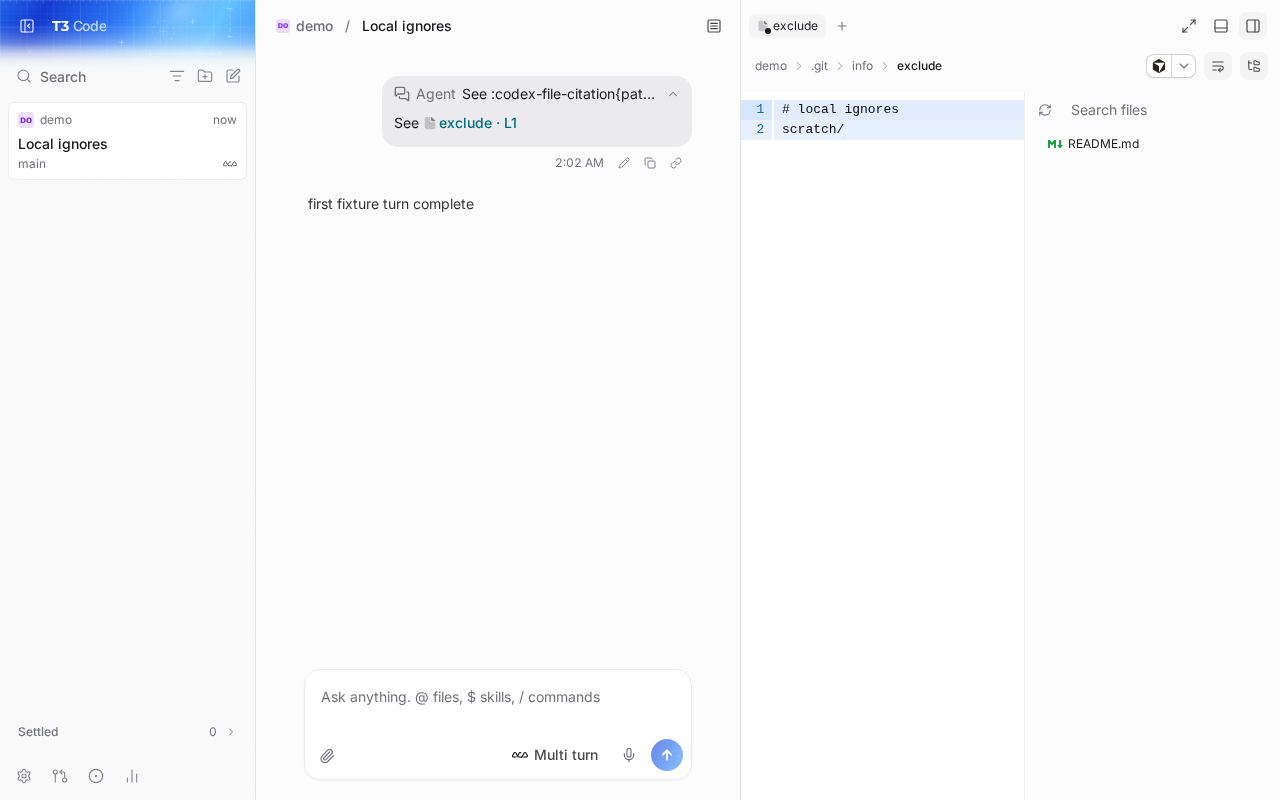 T3 Code
Search
DO demo now
Local ignores
main
Settled 0
DO demo / Local ignores
Agent See :codex-file-citation{pat...
See exclude · L1
2:02 AM
first fixture turn complete
Ask anything. @ files, $ skills, / commands
Multi turn
exclude
demo .git info exclude
1 # local ignores
2 scratch/
Search files
M README.md